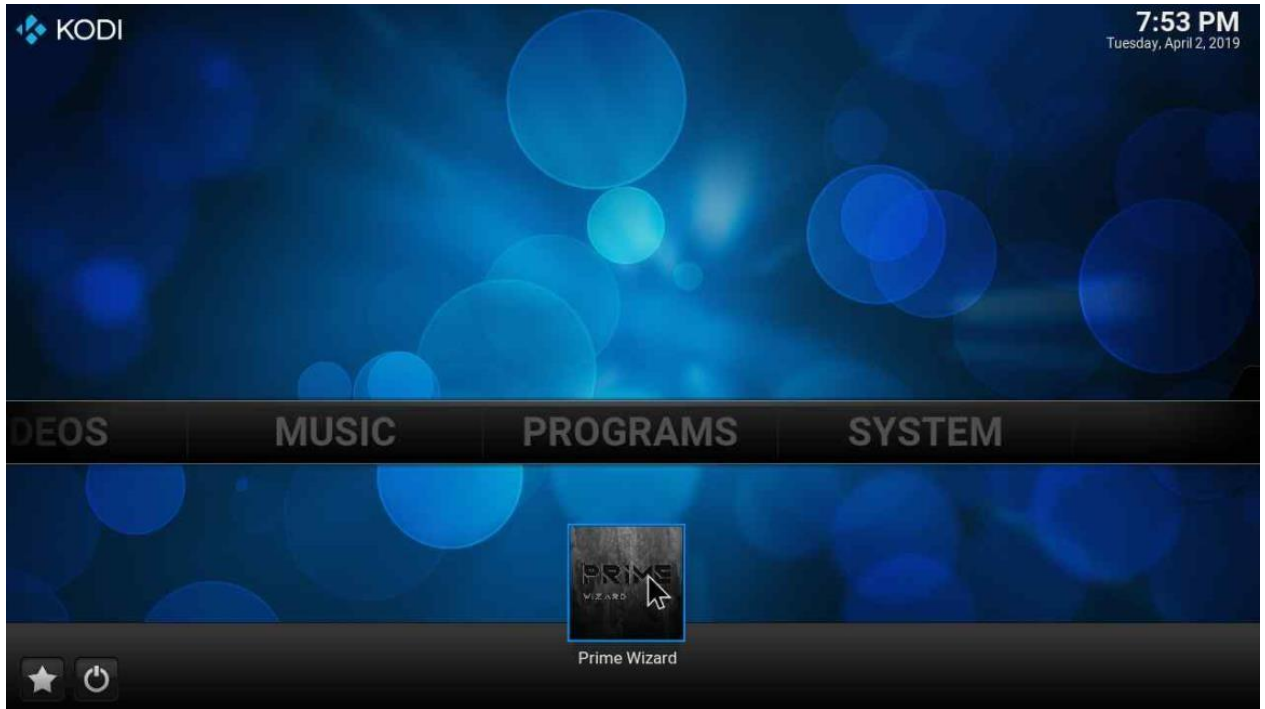 KODI
7:53 PM
Tuesday, April 2, 2019
DEOS
MUSIC
PROGRAMS
SYSTEM
PRIME
WIZARD
Prime Wizard